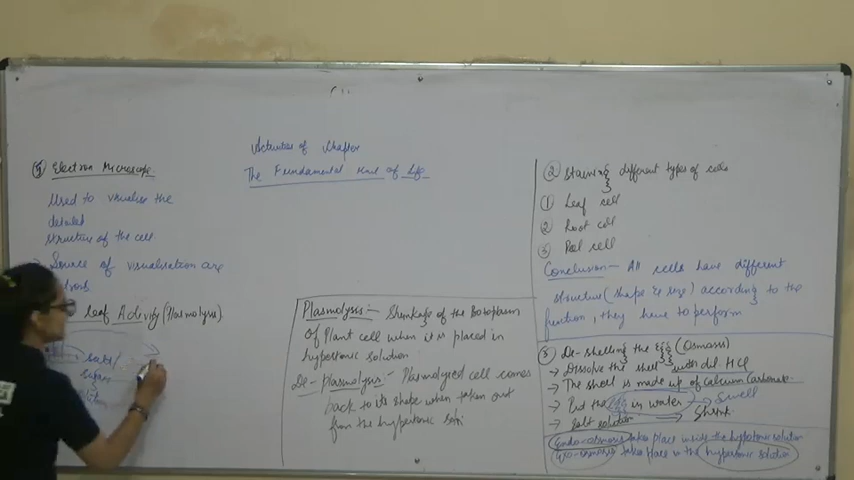 Activities of Chapter
The Fundamental Unit of Life
Electron Microsope
Used to visualise the
detailed
structure of the cell
→ Source of visualisation are
leaf Activity (Plasmolysis)
salt/
sugar
Plasmolysis:- Shrinkage of the Protoplasm
of Plant cell when it is placed in
hypertonic solution.
De-plasmolysis:- Plasmolysed cell comes
back to its shape when taken out
from the hypertonic
② Staining different types of cells
① Leaf cell
② Root cell
③ Peel cell
Conclusion- All cells have different
structure (shape & size) according to the
function, they have to perform
③ De-shelling the egg (Osmosis)
→ Dissolve the shell with dil. HCl
→ The shell is made up of calcium carbonate.
→ Put the egg in water → Swell
→ Salt solution → Shrink
Endo-osmosis takes place inside the hypotonic solution
Exo-osmosis takes place in the hypertonic solution